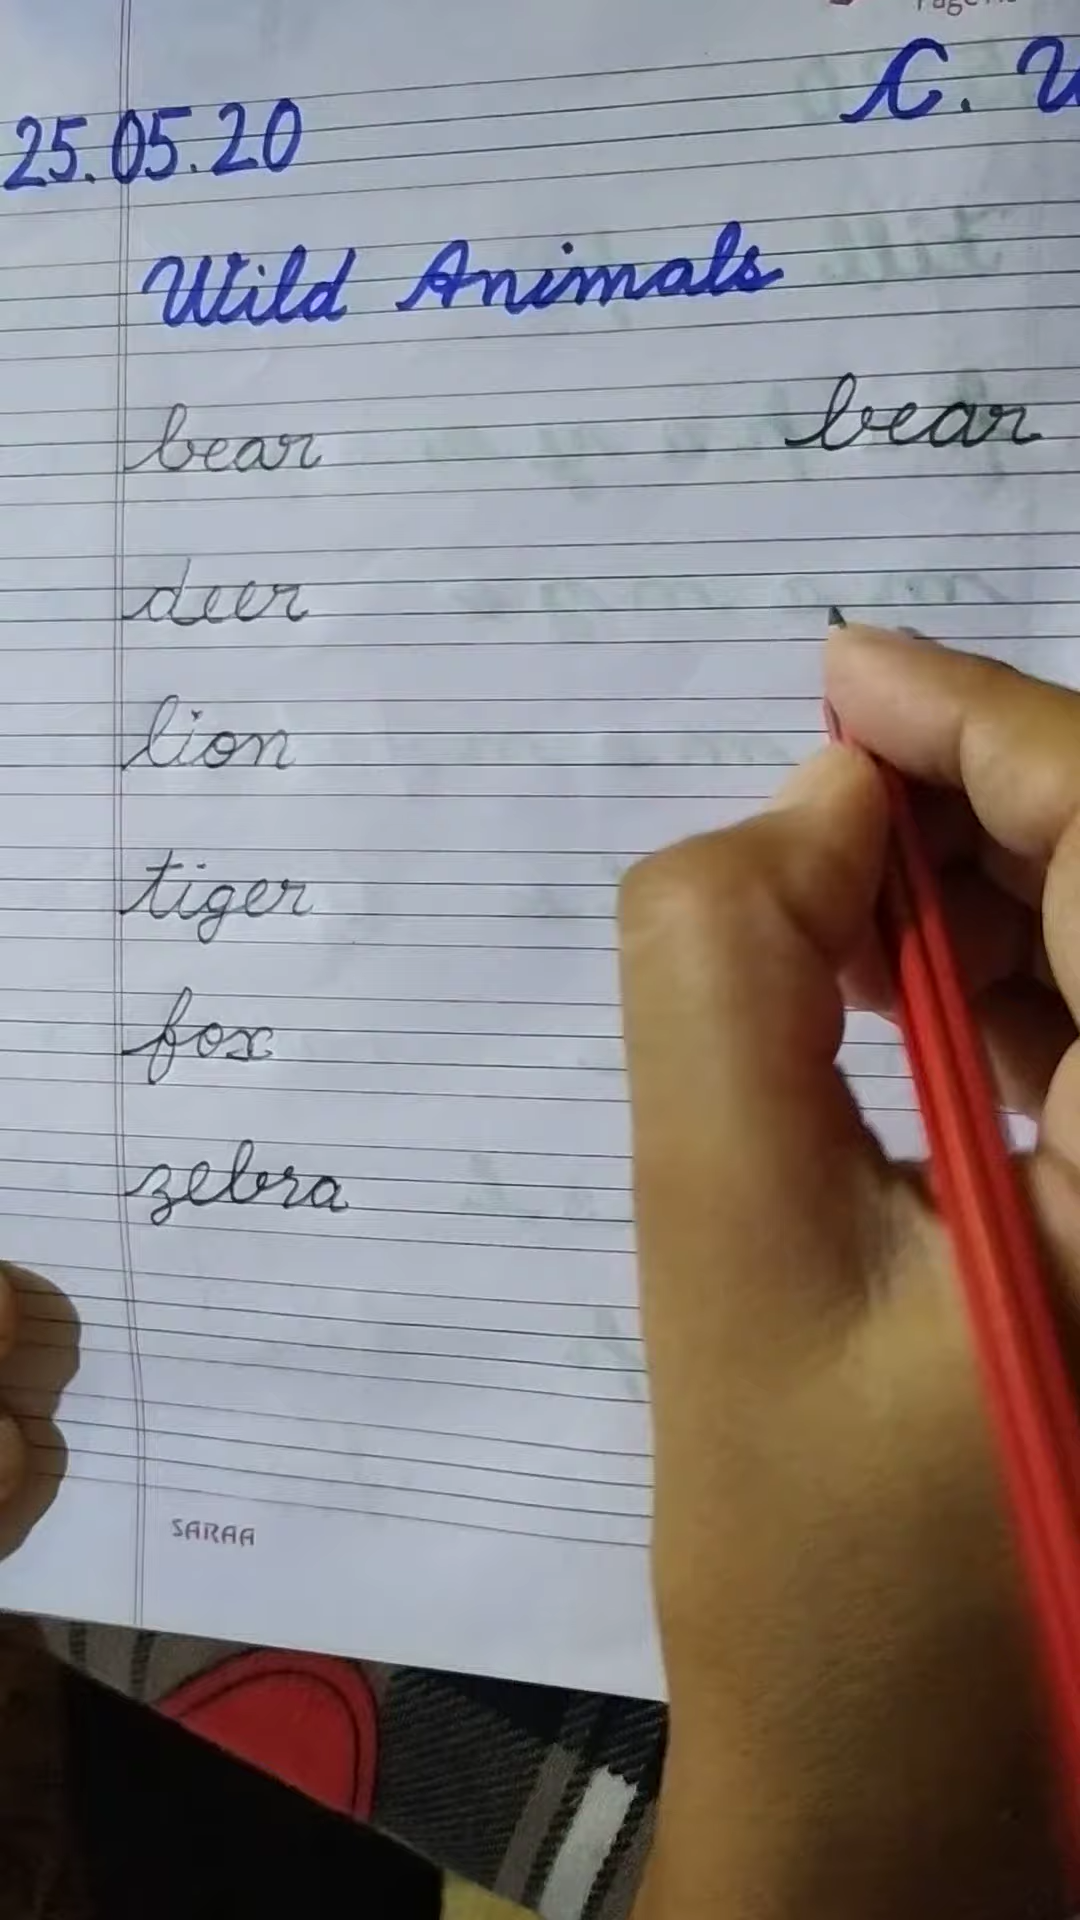 25.05.20 C.
Wild Animals
bear bear
deer
lion
tiger
fox
zebra
SARAA